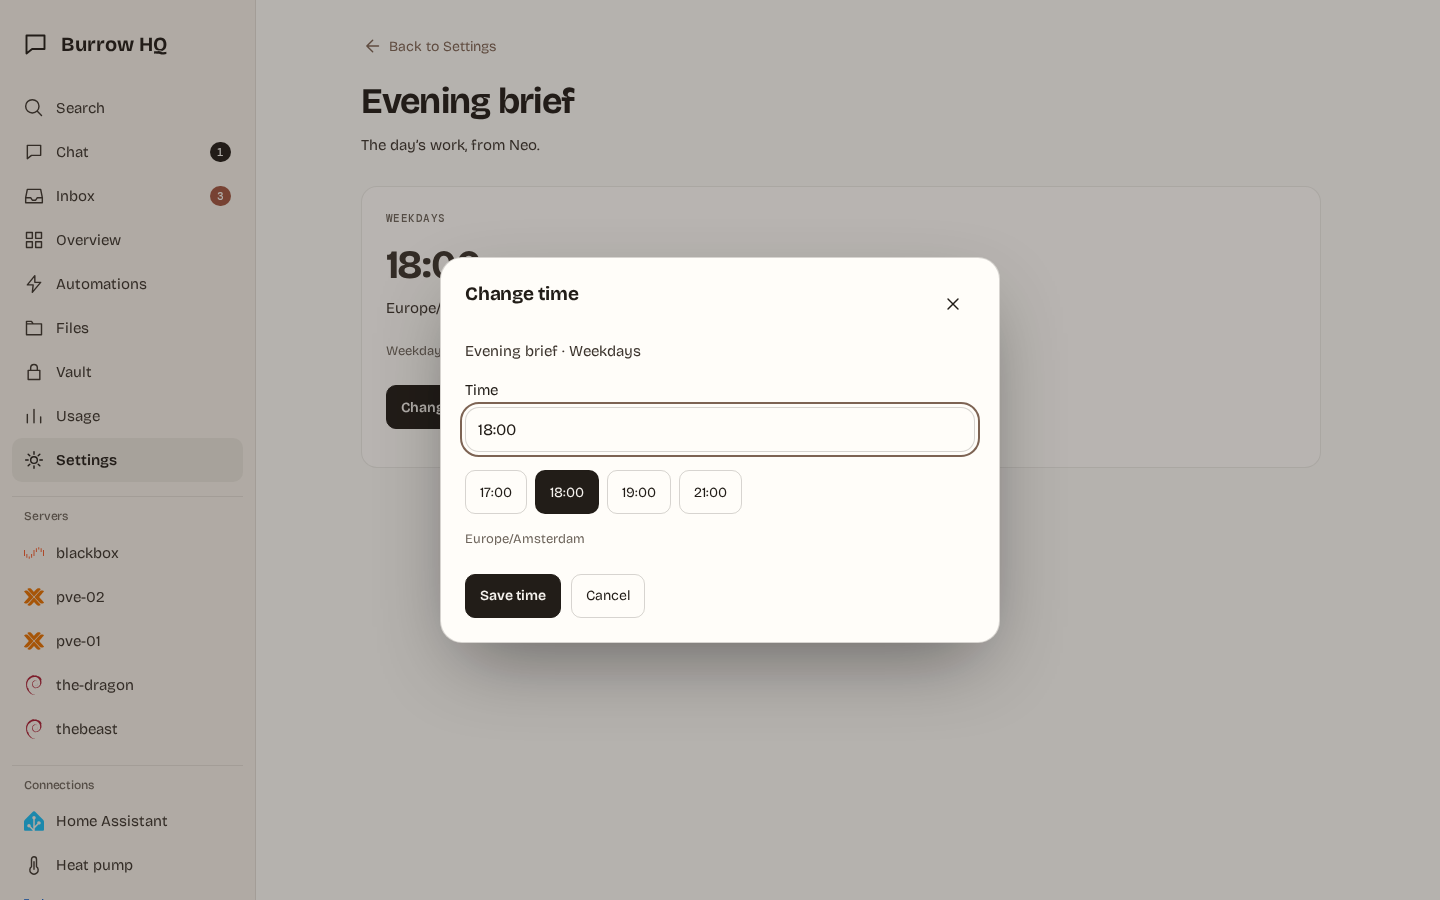 Burrow HQ
Search
Chat 1
Inbox 3
Overview
Automations
Files
Vault
Usage
Settings
Servers
blackbox
pve-02
pve-01
the-dragon
thebeast
Connections
Home Assistant
Heat pump
Back to Settings
Evening brief
The day's work, from Neo.
WEEKDAYS
Change time
Evening brief · Weekdays
Time
18:00
17:00 18:00 19:00 21:00
Europe/Amsterdam
Save time Cancel